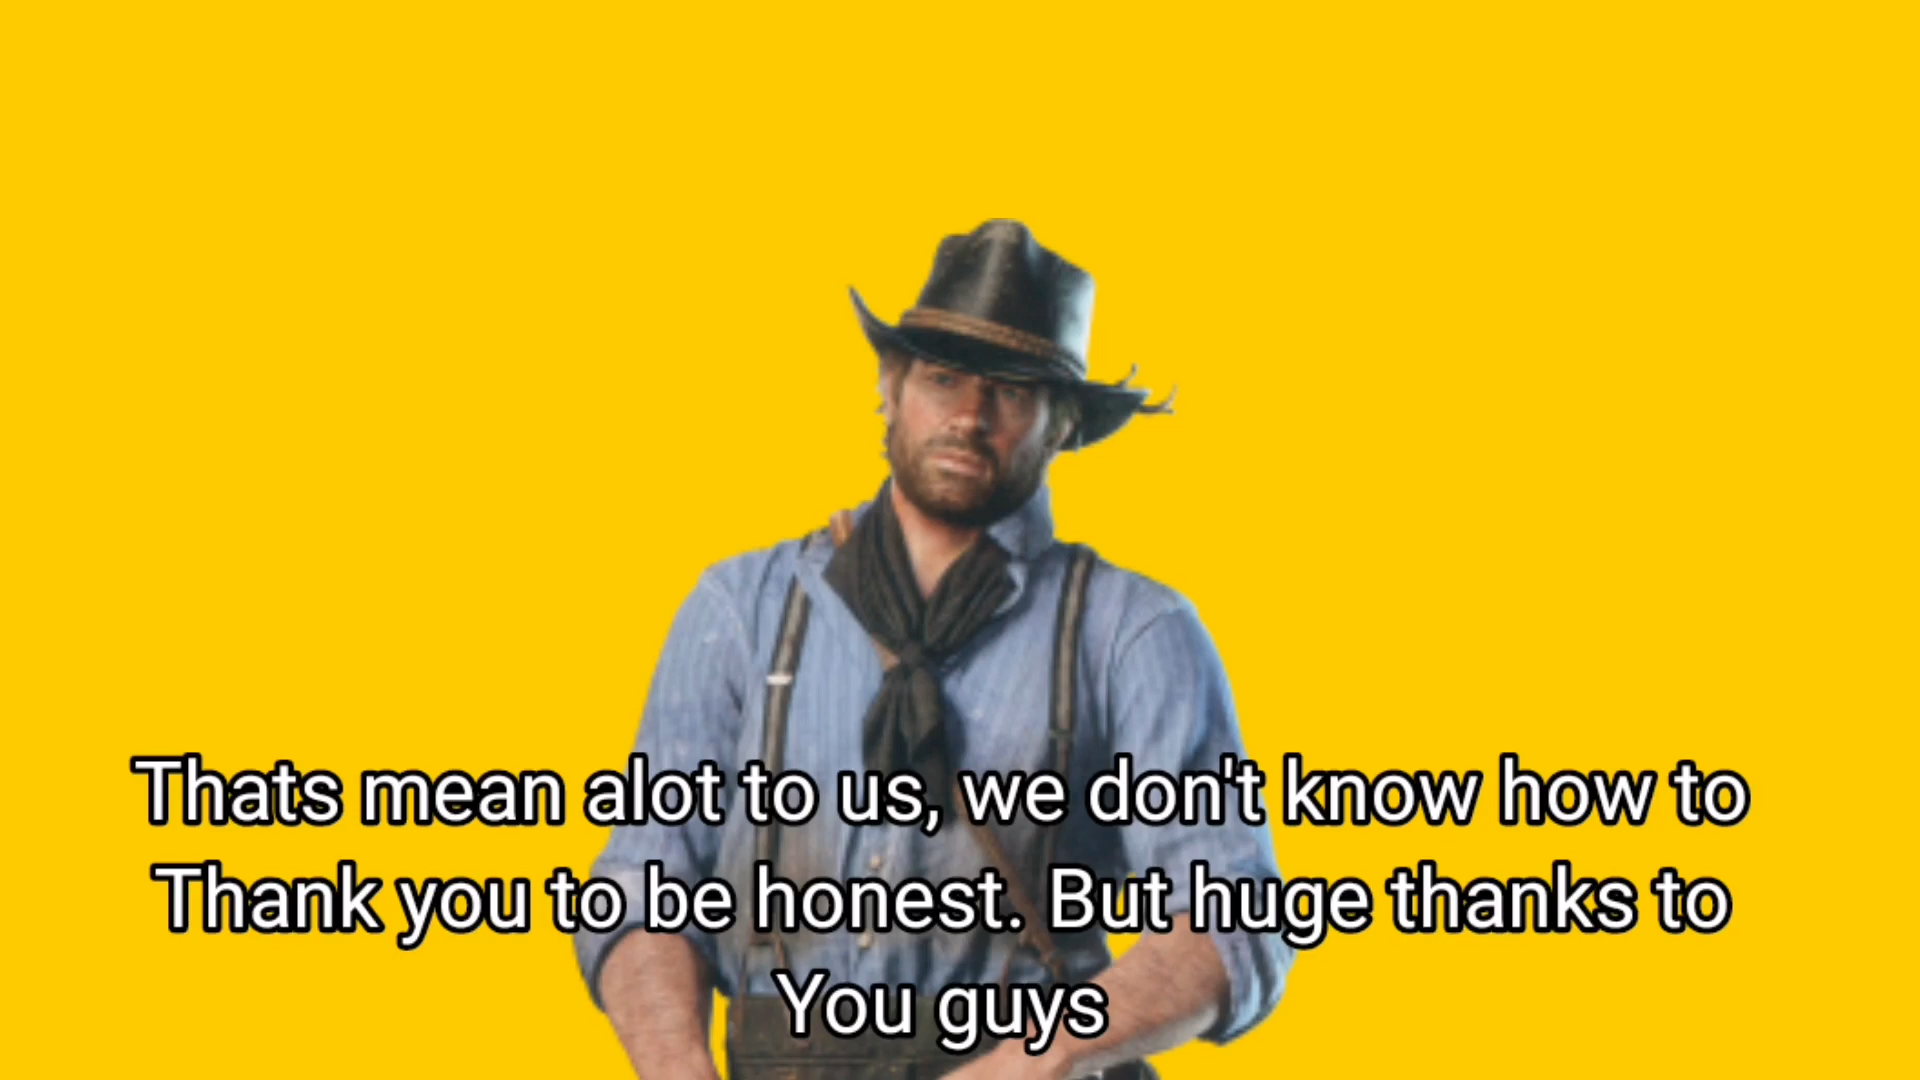 Thats mean alot to us, we don't know how to
Thank you to be honest. But huge thanks to
You guys